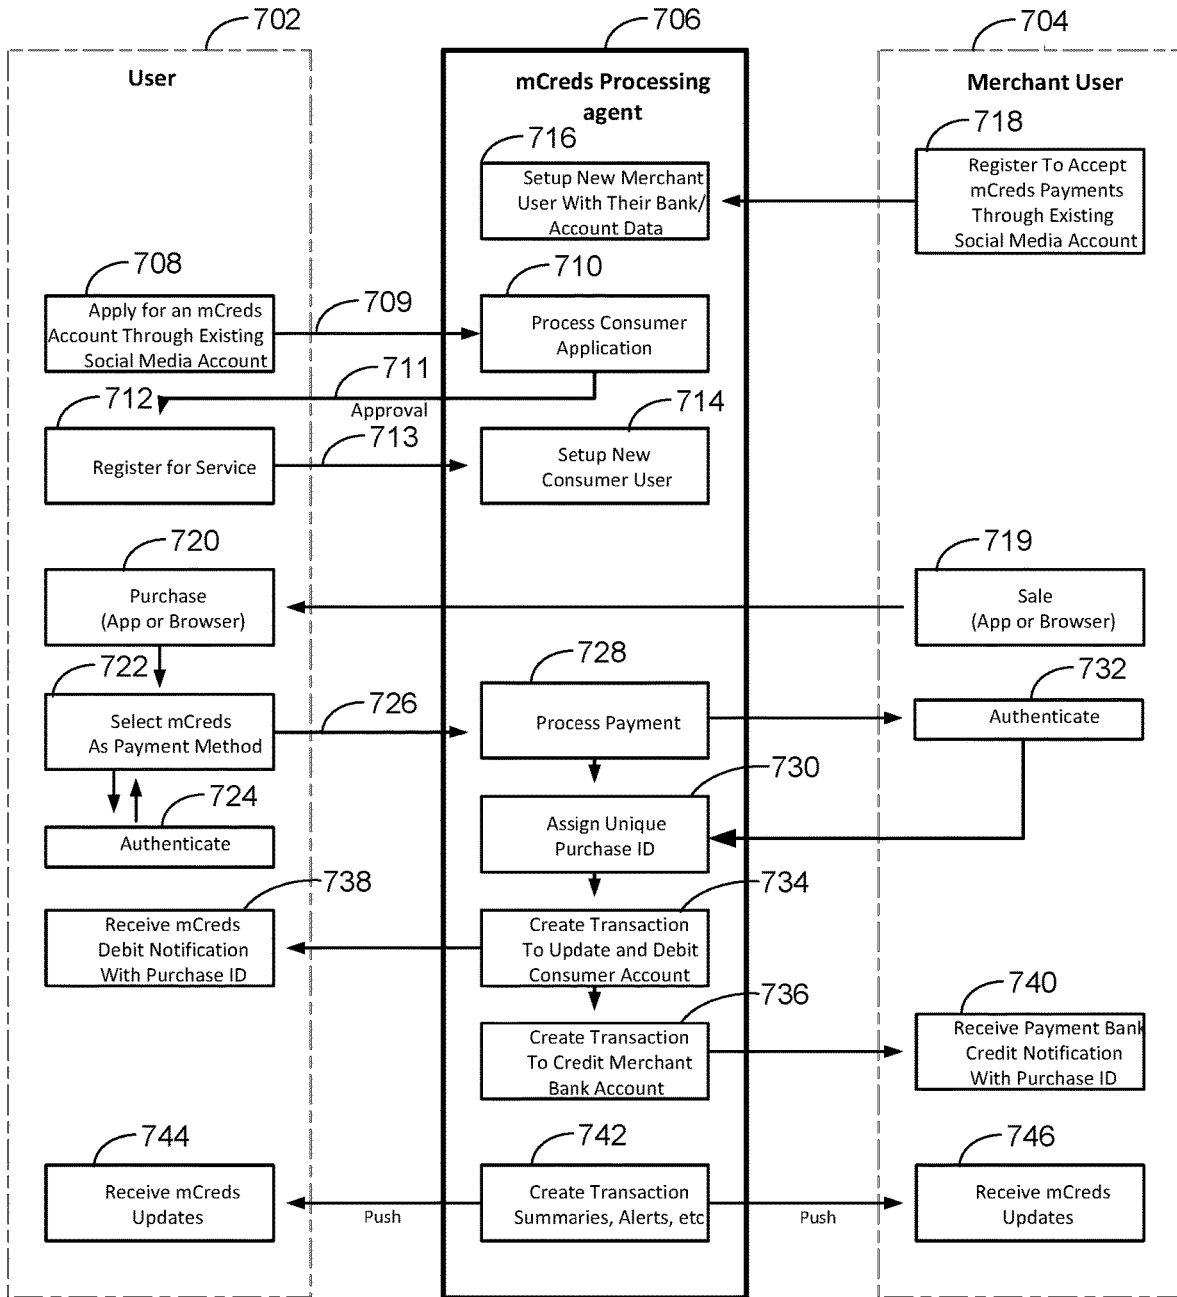 702
706
704
User
mCreds Processing
agent
Merchant User
716
718
Setup New Merchant
User With Their Bank/
Account Data
Register To Accept
mCreds Payments
Through Existing
Social Media Account
708
709
710
Apply for an mCreds
Account Through Existing
Social Media Account
Process Consumer
Application
711
Approval
712
713
714
Register for Service
Setup New
Consumer User
720
719
Purchase
(App or Browser)
Sale
(App or Browser)
722
726
728
732
Select mCreds
As Payment Method
Process Payment
Authenticate
724
730
Authenticate
Assign Unique
Purchase ID
738
734
Receive mCreds
Debit Notification
With Purchase ID
Create Transaction
To Update and Debit
Consumer Account
736
740
Create Transaction
To Credit Merchant
Bank Account
Receive Payment Bank
Credit Notification
With Purchase ID
744
742
746
Receive mCreds
Updates
Push
Create Transaction
Summaries, Alerts, etc
Push
Receive mCreds
Updates